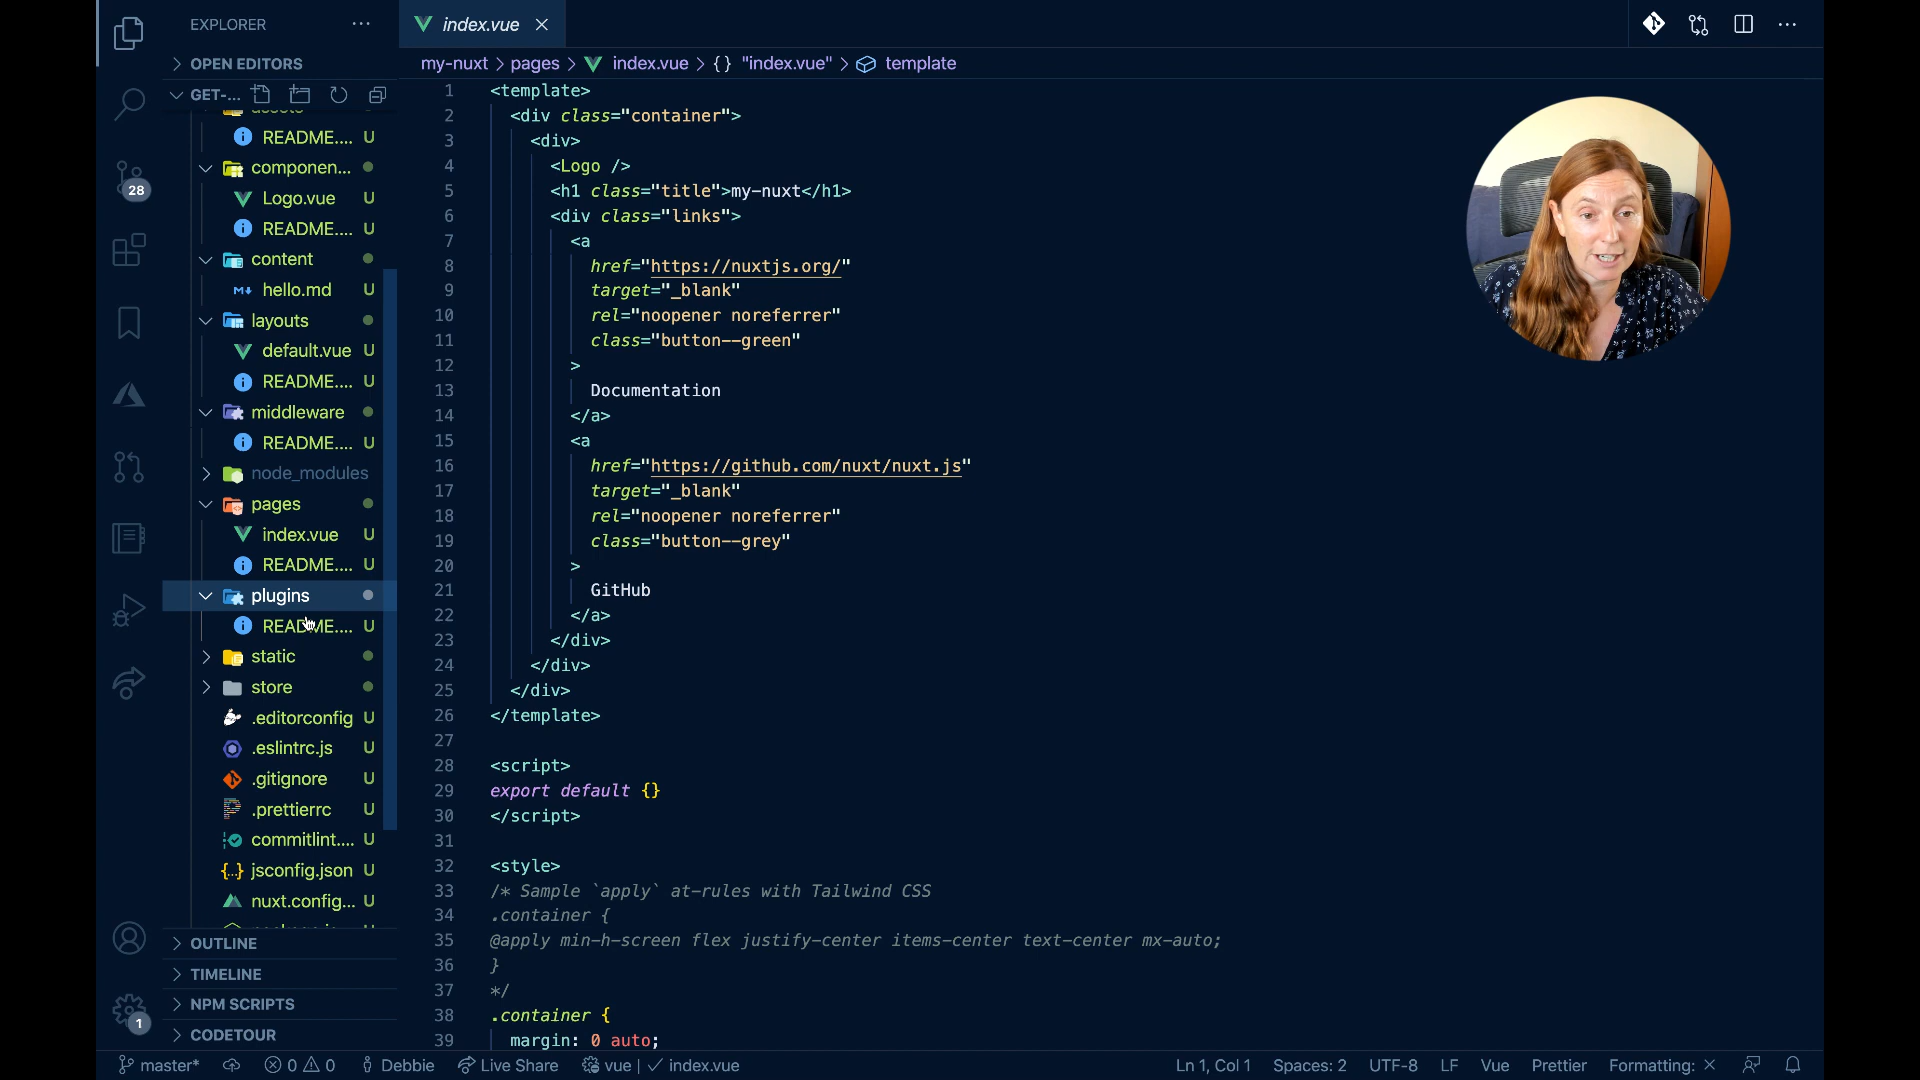 EXPLORER
index.vue
OPEN EDITORS
my-nuxt > pages > index.vue > {} "index.vue" > template
GET-...
README.... U
componen...
Logo.vue U
README.... U
content
M↓ hello.md U
layouts
default.vue U
README.... U
middleware
README.... U
node_modules
pages
index.vue U
README.... U
plugins
README.... U
static
store
.editorconfig U
.eslintrc.js U
.gitignore U
.prettierrc U
commitlint.... U
{..} jsconfig.json U
nuxt.config... U
OUTLINE
TIMELINE
NPM SCRIPTS
CODETOUR
28
1
1 <template>
2 <div class="container">
3 <div>
4 <Logo />
5 <h1 class="title">my-nuxt</h1>
6 <div class="links">
7 <a
8 href="https://nuxtjs.org/"
9 target="_blank"
10 rel="noopener noreferrer"
11 class="button--green"
12 >
13 Documentation
14 </a>
15 <a
16 href="https://github.com/nuxt/nuxt.js"
17 target="_blank"
18 rel="noopener noreferrer"
19 class="button--grey"
20 >
21 GitHub
22 </a>
23 </div>
24 </div>
25 </div>
26 </template>
27
28 <script>
29 export default {}
30 </script>
31
32 <style>
33 /* Sample `apply` at-rules with Tailwind CSS
34 .container {
35 @apply min-h-screen flex justify-center items-center text-center mx-auto;
36 }
37 */
38 .container {
39 margin: 0 auto;
master* 0 0 Debbie Live Share vue | index.vue Ln 1, Col 1 Spaces: 2 UTF-8 LF Vue Prettier Formatting: ×